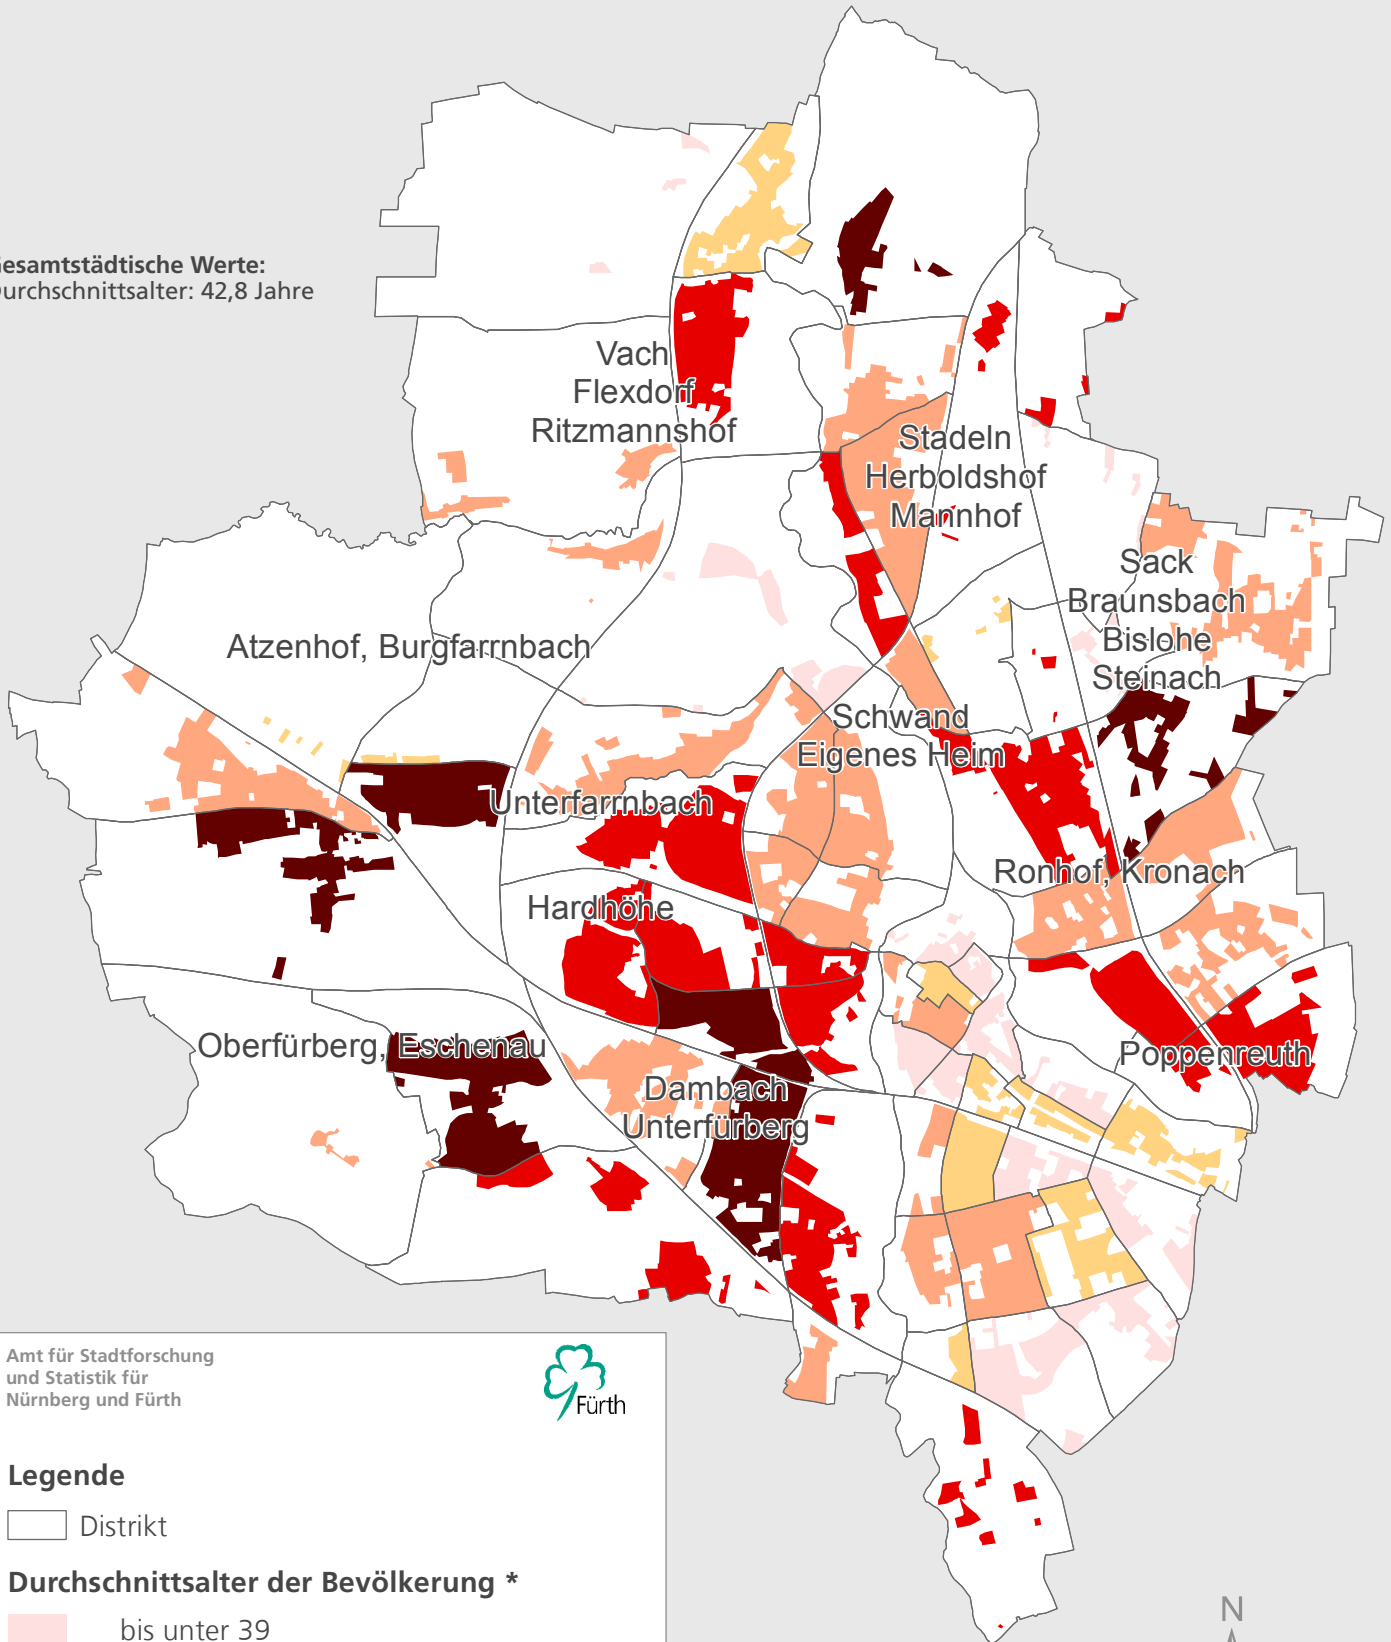 esamtstädtische Werte:
urchschnittsalter: 42,8 Jahre
Vach
Flexdorf
Ritzmannshof
Stadeln
Herboldshof
Mannhof
Sack
Braunsbach
Bislohe
Steinach
Atzenhof, Burgfarrnbach
Schwand
Eigenes Heim
Unterfarrnbach
Ronhof, Kronach
Hardhöhe
Oberfürberg, Eschenau
Poppenreuth
Dambach
Unterfürberg
Amt für Stadtforschung
und Statistik für
Nürnberg und Fürth
Fürth
Legende
Distrikt
Durchschnittsalter der Bevölkerung *
bis unter 39
N